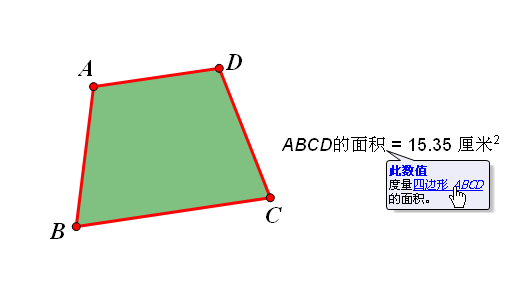 A
D
ABCD的面积 = 15.35 厘米²
此数值
度量四边形 ABCD
的面积。
B
C